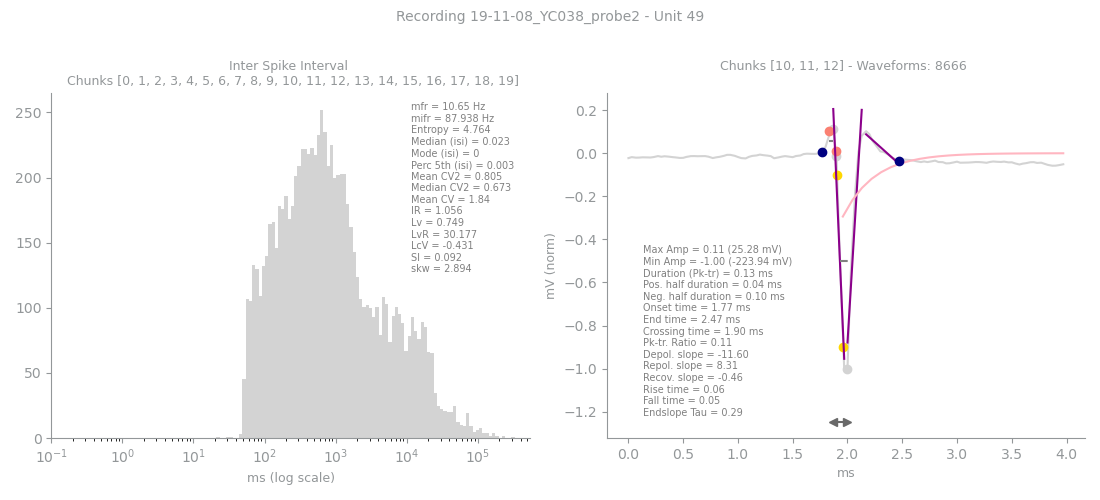 Recording 19-11-08_YC038_probe2 - Unit 49
Inter Spike Interval
Chunks [0, 1, 2, 3, 4, 5, 6, 7, 8, 9, 10, 11, 12, 13, 14, 15, 16, 17, 18, 19]
250
200
150
100
50
0
mfr = 10.65 Hz
mifr = 87.938 Hz
Entropy = 4.764
Median (isi) = 0.023
Mode (isi) = 0
Perc 5th (isi) = 0.003
Mean CV2 = 0.805
Median CV2 = 0.673
Mean CV = 1.84
IR = 1.056
Lv = 0.749
LvR = 30.177
LcV = -0.431
SI = 0.092
skw = 2.894
10⁻¹ 10⁰ 10¹ 10² 10³ 10⁴ 10⁵
ms (log scale)
Chunks [10, 11, 12] - Waveforms: 8666
mV (norm)
0.2
0.0
−0.2
−0.4
−0.6
−0.8
−1.0
−1.2
Max Amp = 0.11 (25.28 mV)
Min Amp = -1.00 (-223.94 mV)
Duration (Pk-tr) = 0.13 ms
Pos. half duration = 0.04 ms
Neg. half duration = 0.10 ms
Onset time = 1.77 ms
End time = 2.47 ms
Crossing time = 1.90 ms
Pk-tr. Ratio = 0.11
Depol. slope = -11.60
Repol. slope = 8.31
Recov. slope = -0.46
Rise time = 0.06
Fall time = 0.05
Endslope Tau = 0.29
0.0 0.5 1.0 1.5 2.0 2.5 3.0 3.5 4.0
ms